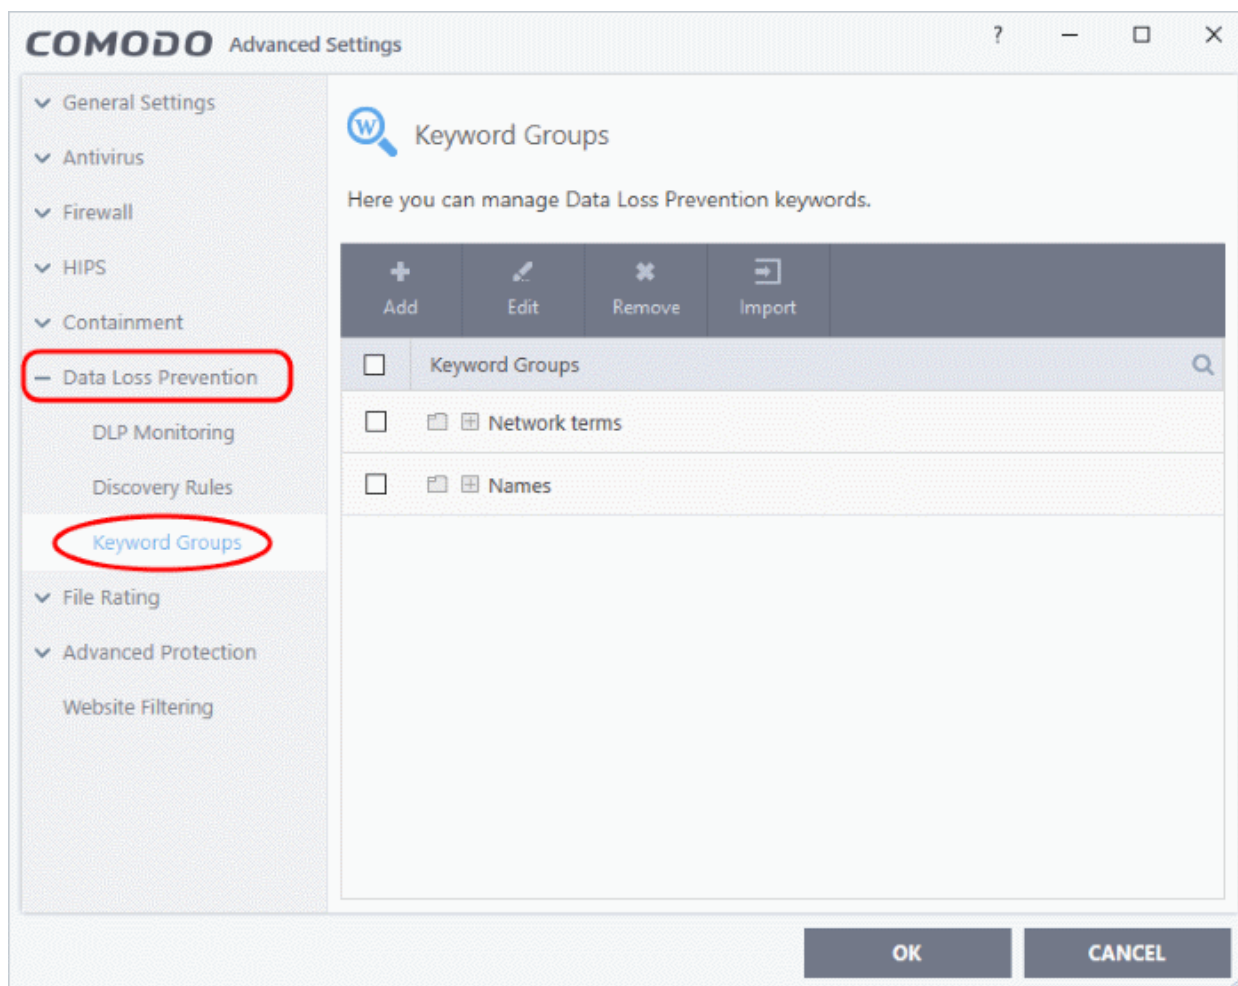 COMODO Advanced Settings ?
General Settings
Antivirus
Firewall
HIPS
Containment
Data Loss Prevention
DLP Monitoring
Discovery Rules
Keyword Groups
File Rating
Advanced Protection
Website Filtering
W Keyword Groups
Here you can manage Data Loss Prevention keywords.
Add Edit Remove Import
Keyword Groups
Network terms
Names
OK CANCEL